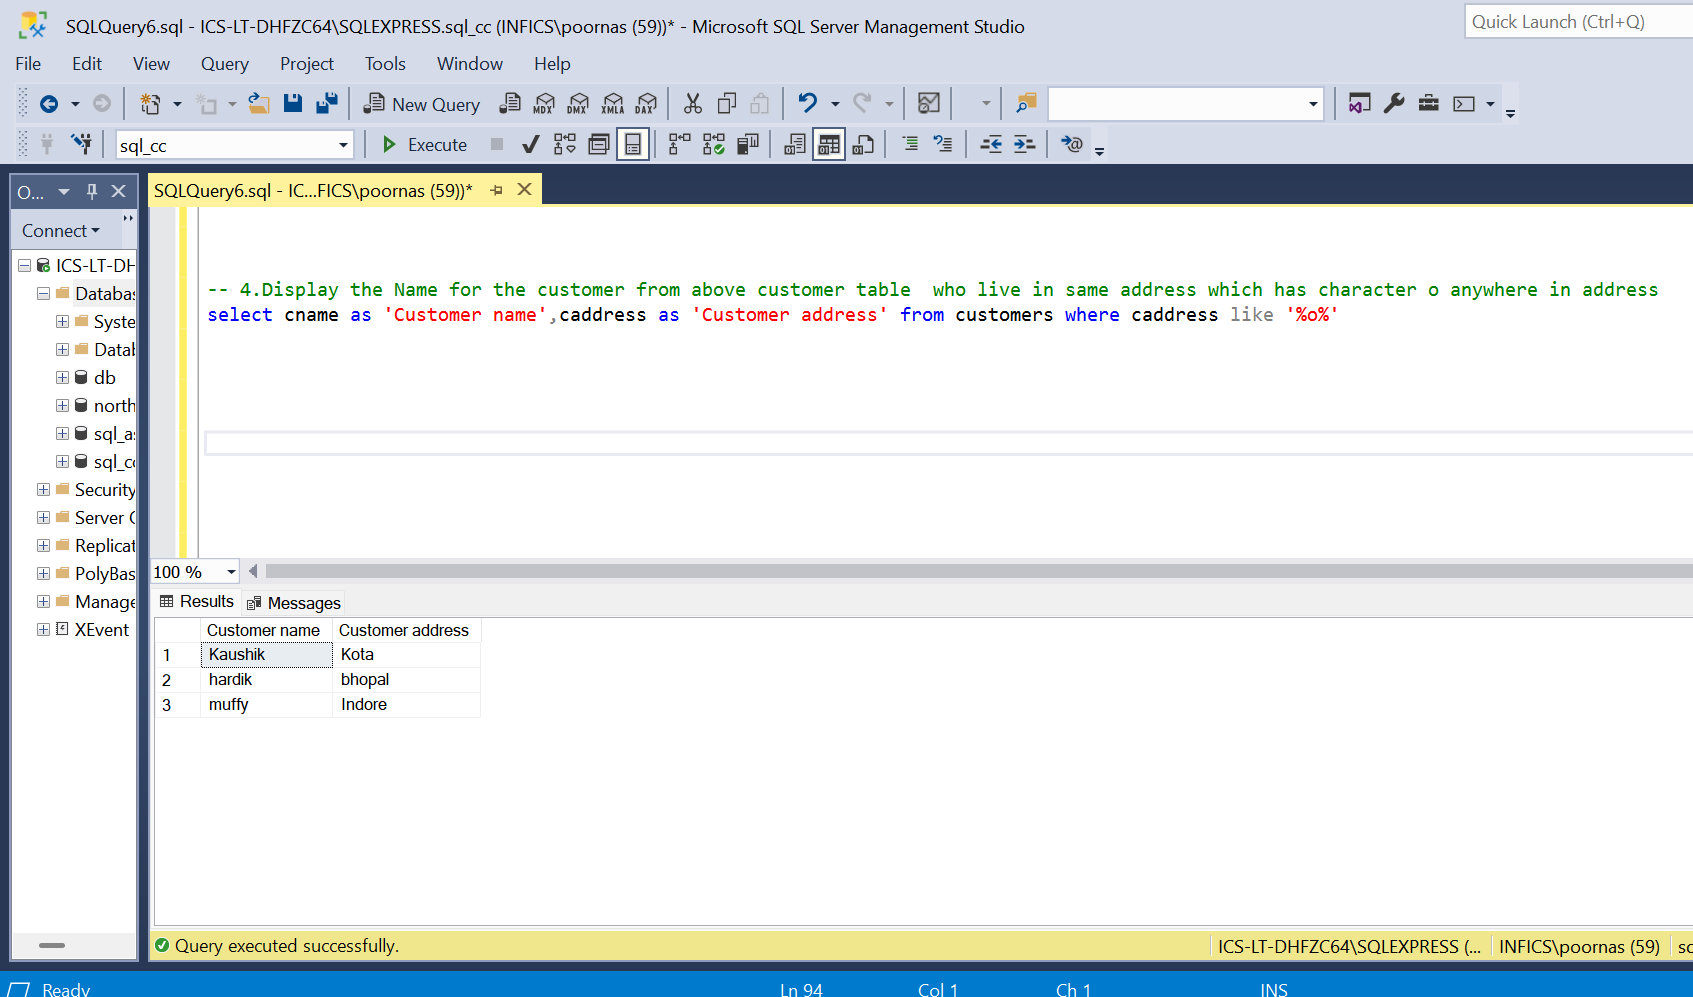 SQLQuery6.sql - ICS-LT-DHFZC64\SQLEXPRESS.sql_cc (INFICS\poornas (59))* - Microsoft SQL Server Management Studio
Quick Launch (Ctrl+Q)
File Edit View Query Project Tools Window Help
New Query MDX DMX XMLA DAX
sql_cc Execute
O... SQLQuery6.sql - IC...FICS\poornas (59))*
Connect
ICS-LT-DH
Databas
Syste
Datab
db
north
sql_a
sql_c
Security
Server
Replicat
PolyBas
Manage
XEvent
-- 4.Display the Name for the customer from above customer table  who live in same address which has character o anywhere in address
select cname as 'Customer name',caddress as 'Customer address' from customers where caddress like '%o%'
100 %
Results Messages
Customer name Customer address
1 Kaushik Kota
2 hardik bhopal
3 muffy Indore
Query executed successfully. ICS-LT-DHFZC64\SQLEXPRESS (... INFICS\poornas (59)
Ready Ln 94 Col 1 Ch 1 INS